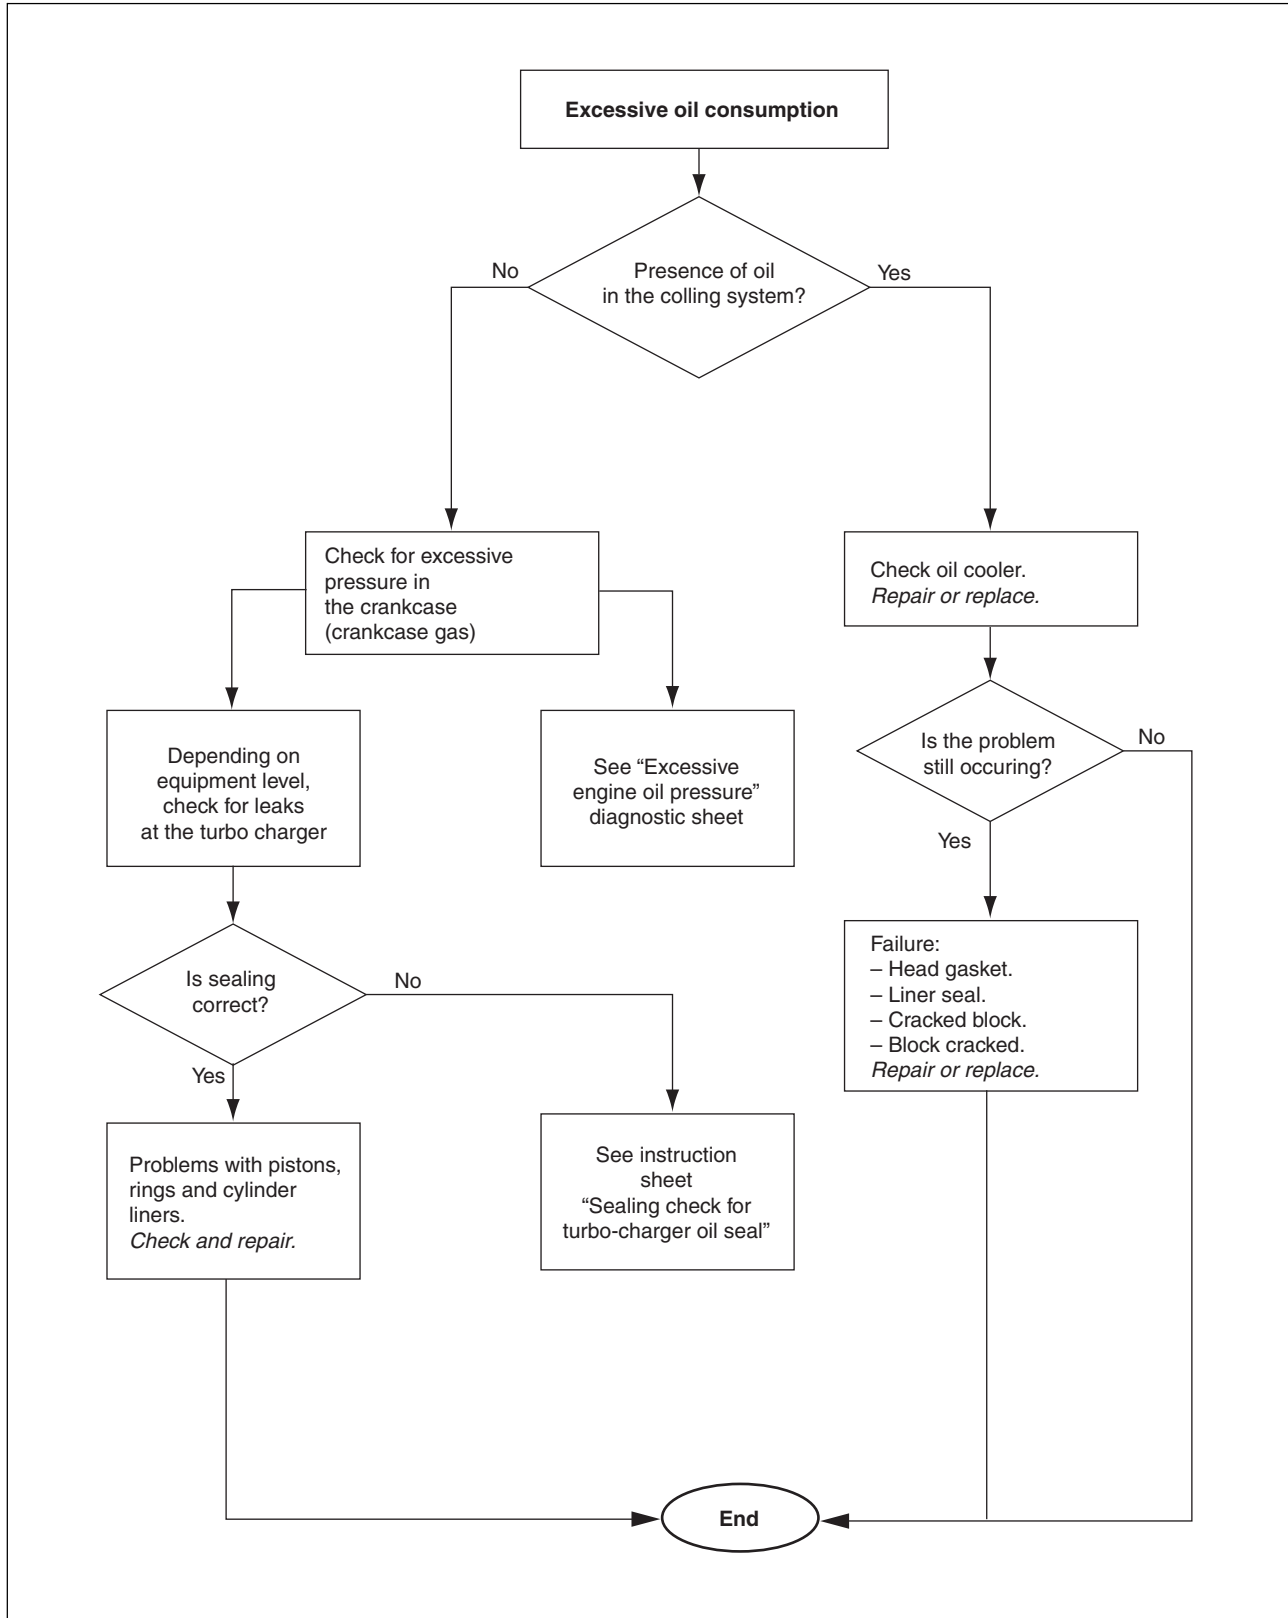 Excessive oil consumption
Presence of oil
in the colling system?
No
Yes
Check for excessive
pressure in
the crankcase
(crankcase gas)
Check oil cooler.
Repair or replace.
Depending on
equipment level,
check for leaks
at the turbo charger
See “Excessive
engine oil pressure”
diagnostic sheet
Is the problem
still occuring?
No
Yes
Is sealing
correct?
No
Yes
Failure:
– Head gasket.
– Liner seal.
– Cracked block.
– Block cracked.
Repair or replace.
Problems with pistons,
rings and cylinder
liners.
Check and repair.
See instruction
sheet
“Sealing check for
turbo-charger oil seal”
End